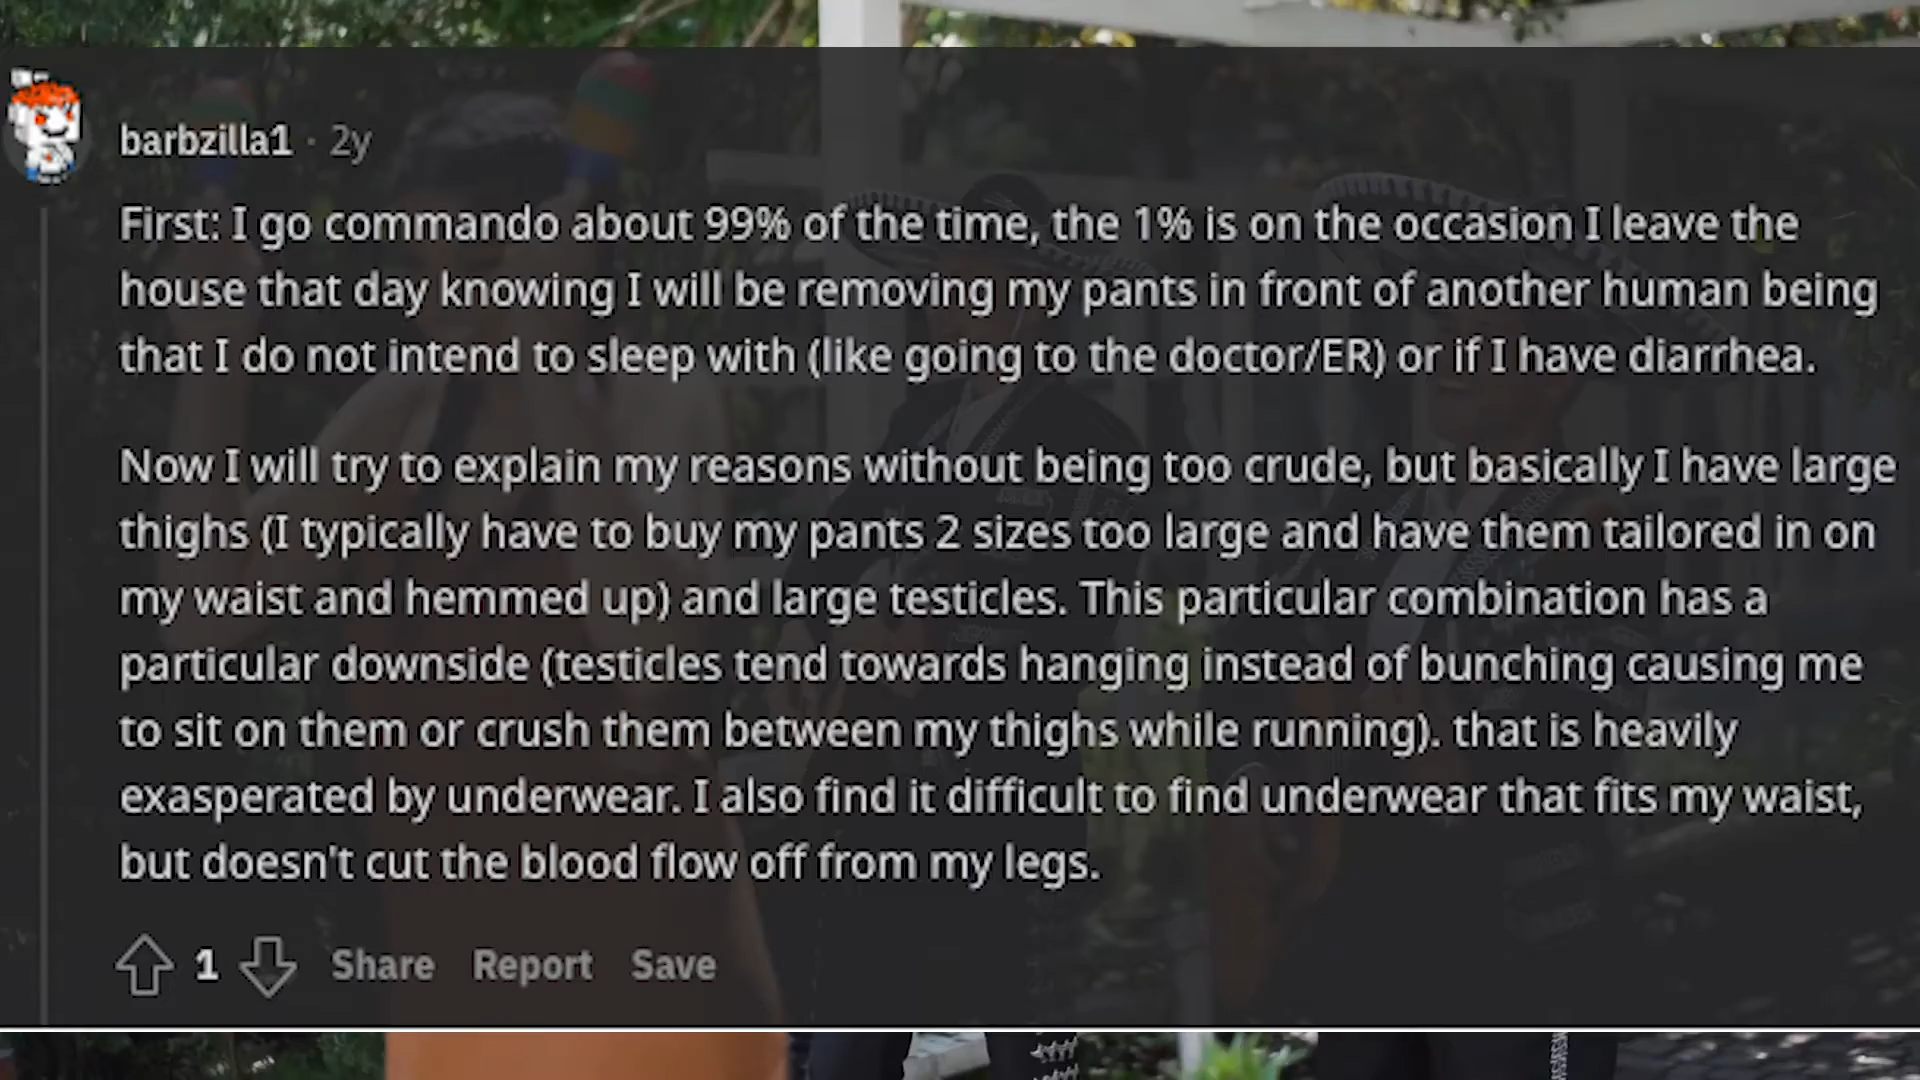 barbzilla1 · 2y
First: I go commando about 99% of the time, the 1% is on the occasion I leave the
house that day knowing I will be removing my pants in front of another human being
that I do not intend to sleep with (like going to the doctor/ER) or if I have diarrhea.
Now I will try to explain my reasons without being too crude, but basically I have large
thighs (I typically have to buy my pants 2 sizes too large and have them tailored in on
my waist and hemmed up) and large testicles. This particular combination has a
particular downside (testicles tend towards hanging instead of bunching causing me
to sit on them or crush them between my thighs while running). that is heavily
exasperated by underwear. I also find it difficult to find underwear that fits my waist,
but doesn't cut the blood flow off from my legs.
1 Share Report Save